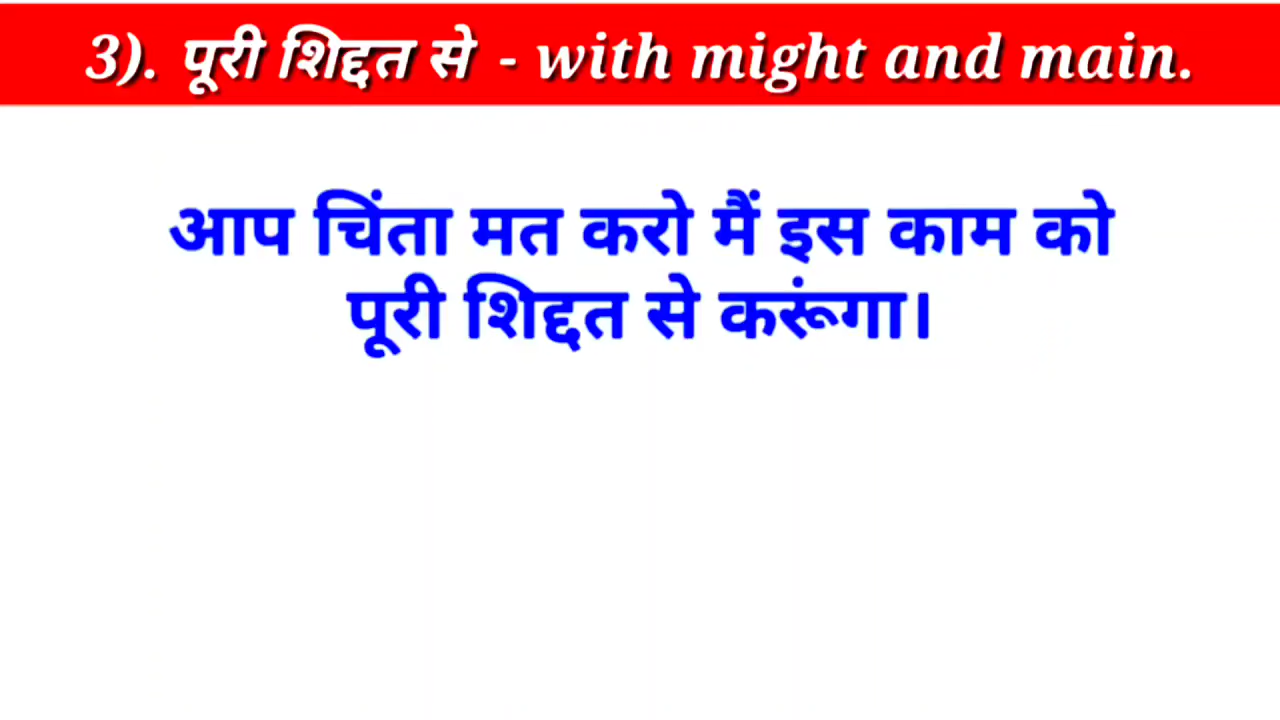 3). पूरी शिद्दत से - with might and main.
आप चिंता मत करो मैं इस काम को
पूरी शिद्दत से करूंगा।